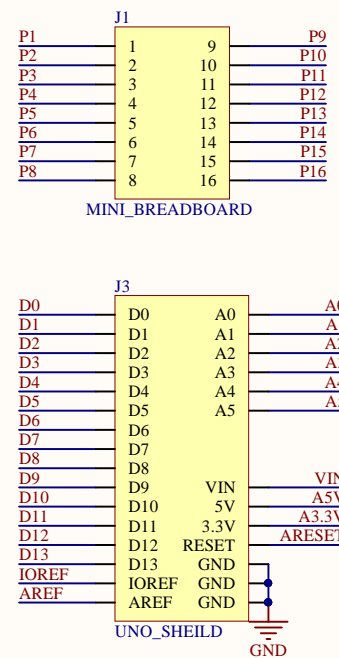 J1
P1 1 9 P9
P2 2 10 P10
P3 3 11 P11
P4 4 12 P12
P5 5 13 P13
P6 6 14 P14
P7 7 15 P15
P8 8 16 P16
MINI_BREADBOARD
J3
D0 D0 A0 A0
D1 D1 A1 A
D2 D2 A2 A
D3 D3 A3 A
D4 D4 A4 A4
D5 D5 A5 A
D6 D6
D7 D7
D8 D8
D9 D9 VIN VIN
D10 D10 5V A5V
D11 D11 3.3V A3.3V
D12 D12 RESET ARESET
D13 D13 GND
IOREF IOREF GND
AREF AREF GND
UNO_SHEILD
GND